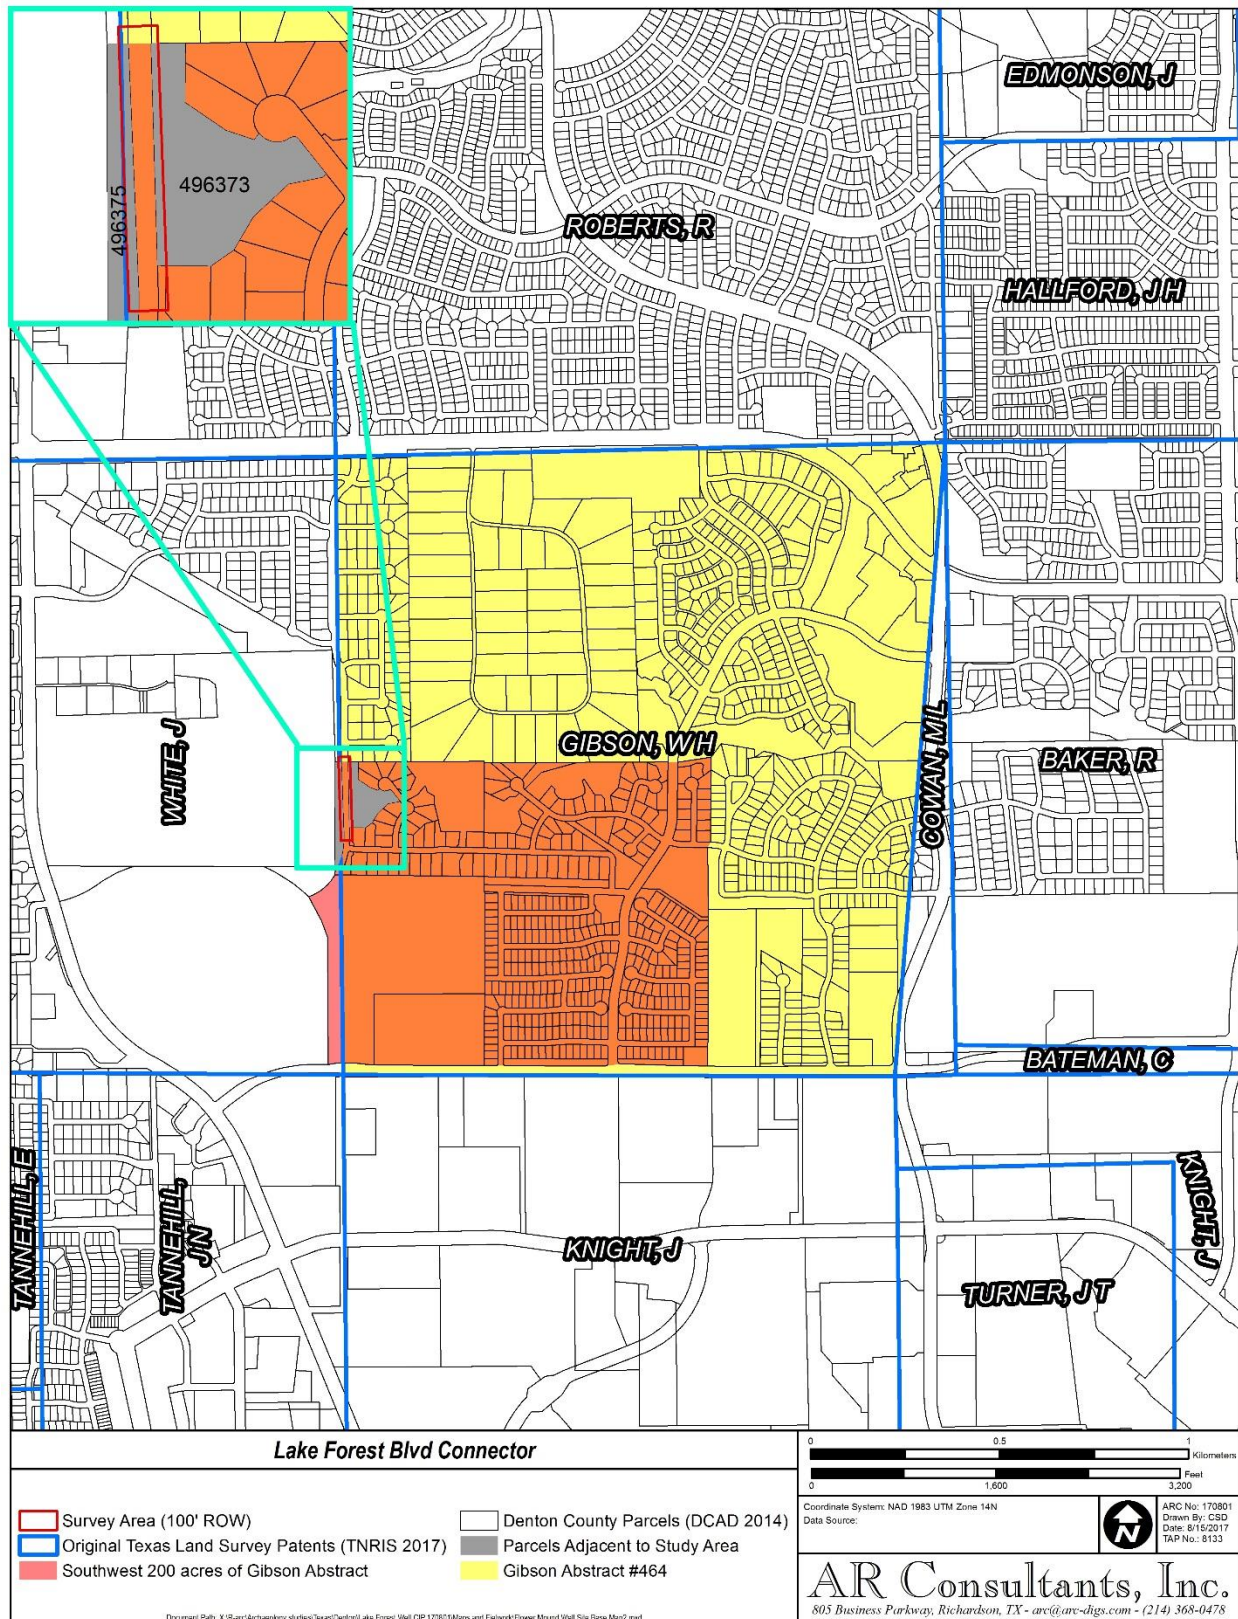 EDMONSON, J
496375
496373
ROBERTS, R
HALLFORD, J H
WHITE, J
GIBSON, W H
COWAN, M L
BAKER, R
BATEMAN, C
TANNEHILL, E
TANNEHILL,
J N
KNIGHT, J
KNIGHT, J
TURNER, J T
Lake Forest Blvd Connector
Survey Area (100' ROW)
Original Texas Land Survey Patents (TNRIS 2017)
Southwest 200 acres of Gibson Abstract
Denton County Parcels (DCAD 2014)
Parcels Adjacent to Study Area
Gibson Abstract #464
0 0.5 1
Kilometers
Feet
0 1,600 3,200
Coordinate System: NAD 1983 UTM Zone 14N
Data Source:
N
ARC No: 170801
Drawn By: CSD
Date: 8/15/2017
TAP No.: 8133
AR Consultants, Inc.
805 Business Parkway, Richardson, TX - arc@arc-digs.com - (214) 368-0478